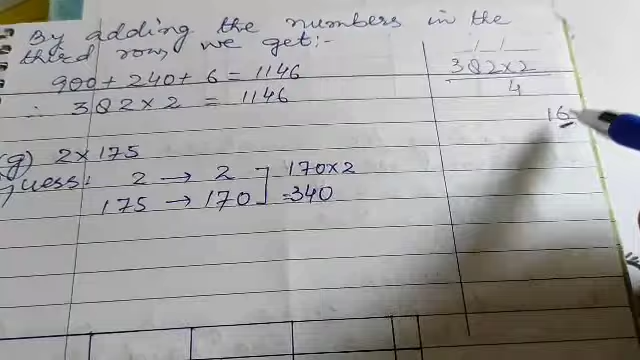 By adding the numbers in the
third row, we get:-
900 + 240 + 6 = 1146
∴ 382 × 2 = 1146
(g) 2 × 175
Guess: 2 → 2
175 → 170
170 × 2
= 340
382 × 2
4
16